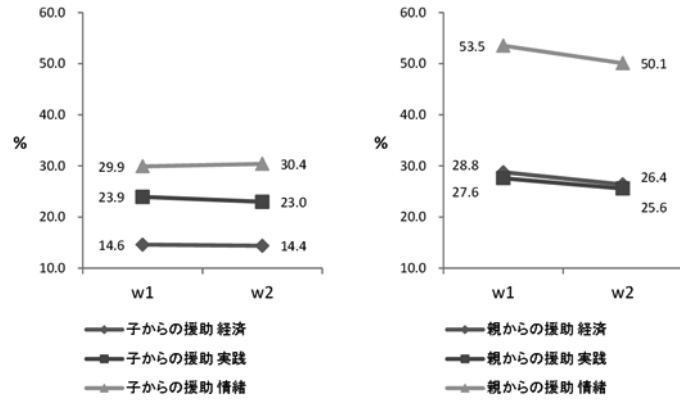 60.0
50.0
40.0
%
30.0
29.9
30.4
23.9
23.0
20.0
14.6
14.4
10.0
w1
w2
子からの援助 経済
子からの援助 実践
子からの援助 情緒
60.0
53.5
50.1
50.0
40.0
%
30.0
28.8
26.4
27.6
25.6
20.0
10.0
w1
w2
親からの援助 経済
親からの援助 実践
親からの援助 情緒